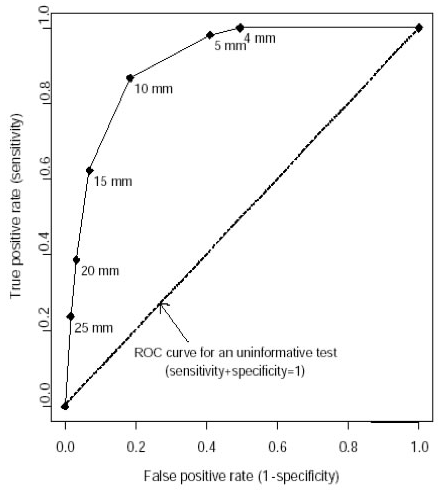 True positive rate (sensitivity)
1.0
0.8
0.6
0.4
0.2
0.0
4 mm
5 mm
10 mm
15 mm
20 mm
25 mm
ROC curve for an uninformative test
(sensitivity+specificity=1)
0.0 0.2 0.4 0.6 0.8 1.0
False positive rate (1-specificity)